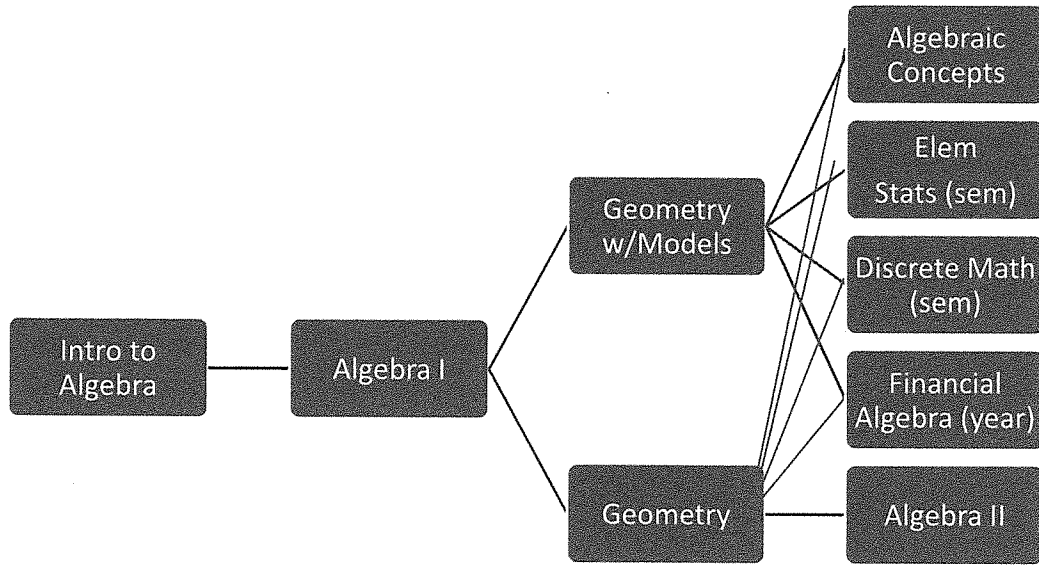 Intro to
Algebra
Algebra I
Geometry
w/Models
Geometry
Algebraic
Concepts
Elem
Stats (sem)
Discrete Math
(sem)
Financial
Algebra (year)
Algebra II